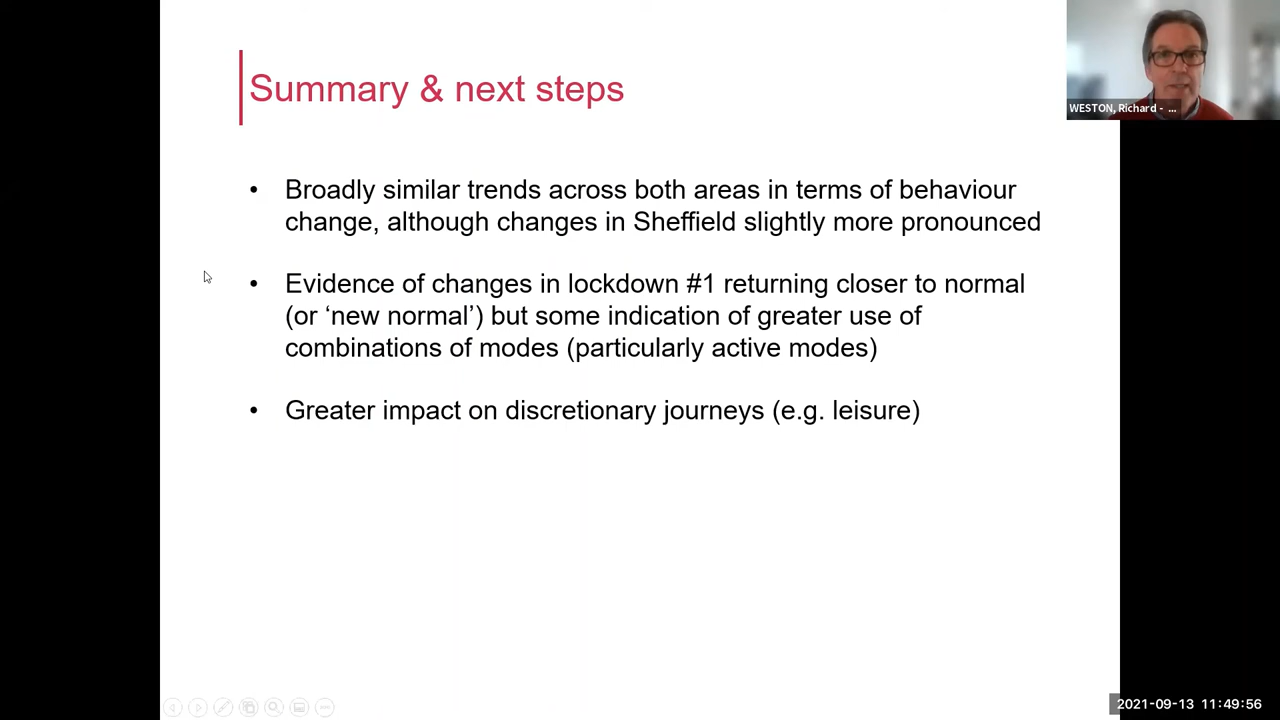 Summary & next steps
WESTON, Richard - ...
• Broadly similar trends across both areas in terms of behaviour
change, although changes in Sheffield slightly more pronounced
• Evidence of changes in lockdown #1 returning closer to normal
(or ‘new normal’) but some indication of greater use of
combinations of modes (particularly active modes)
• Greater impact on discretionary journeys (e.g. leisure)
2021-09-13 11:49:56